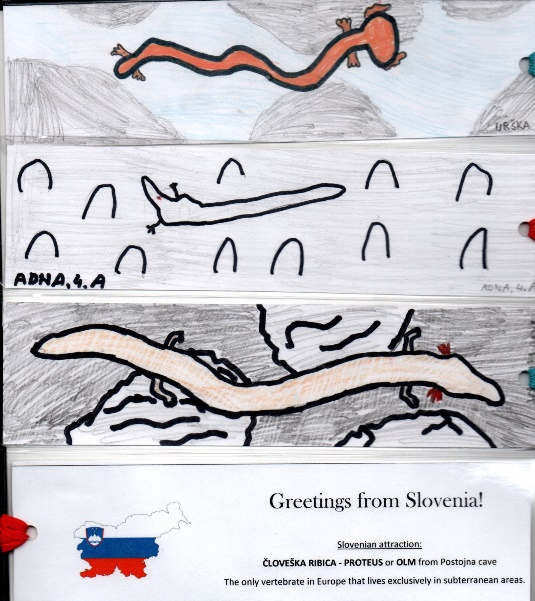 URŠKA
ADNA, 4. A
ADNA, 4. A
Greetings from Slovenia!
Slovenian attraction:
ČLOVEŠKA RIBICA - PROTEUS or OLM from Postojna cave
The only vertebrate in Europe that lives exclusively in subterranean areas.